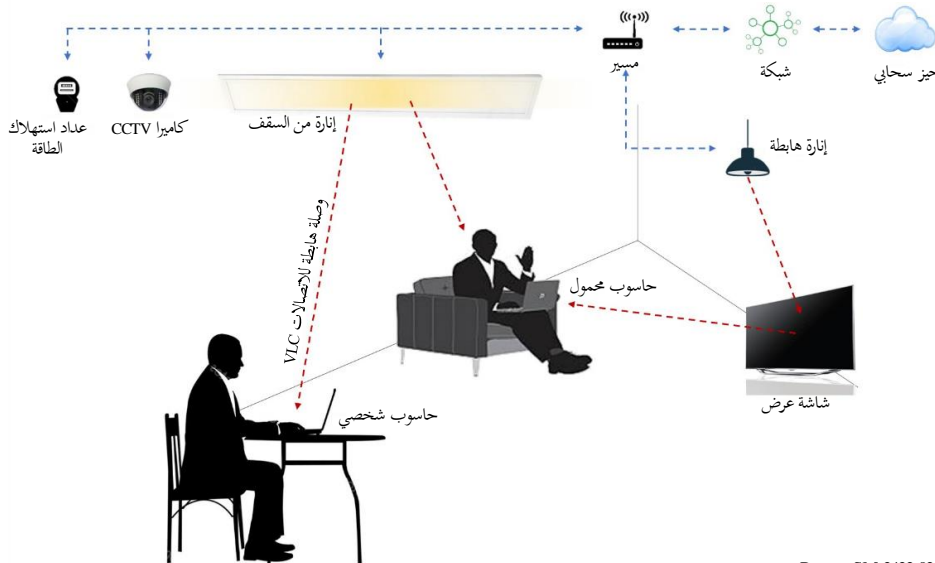 حيز سحابي
شبكة
مسير
إنارة من السقف
كاميرا CCTV
عداد استهلاك
الطاقة
إنارة هابطة
وصلة هابطة للاتصالات VLC
حاسوب محمول
شاشة عرض
حاسوب شخصي